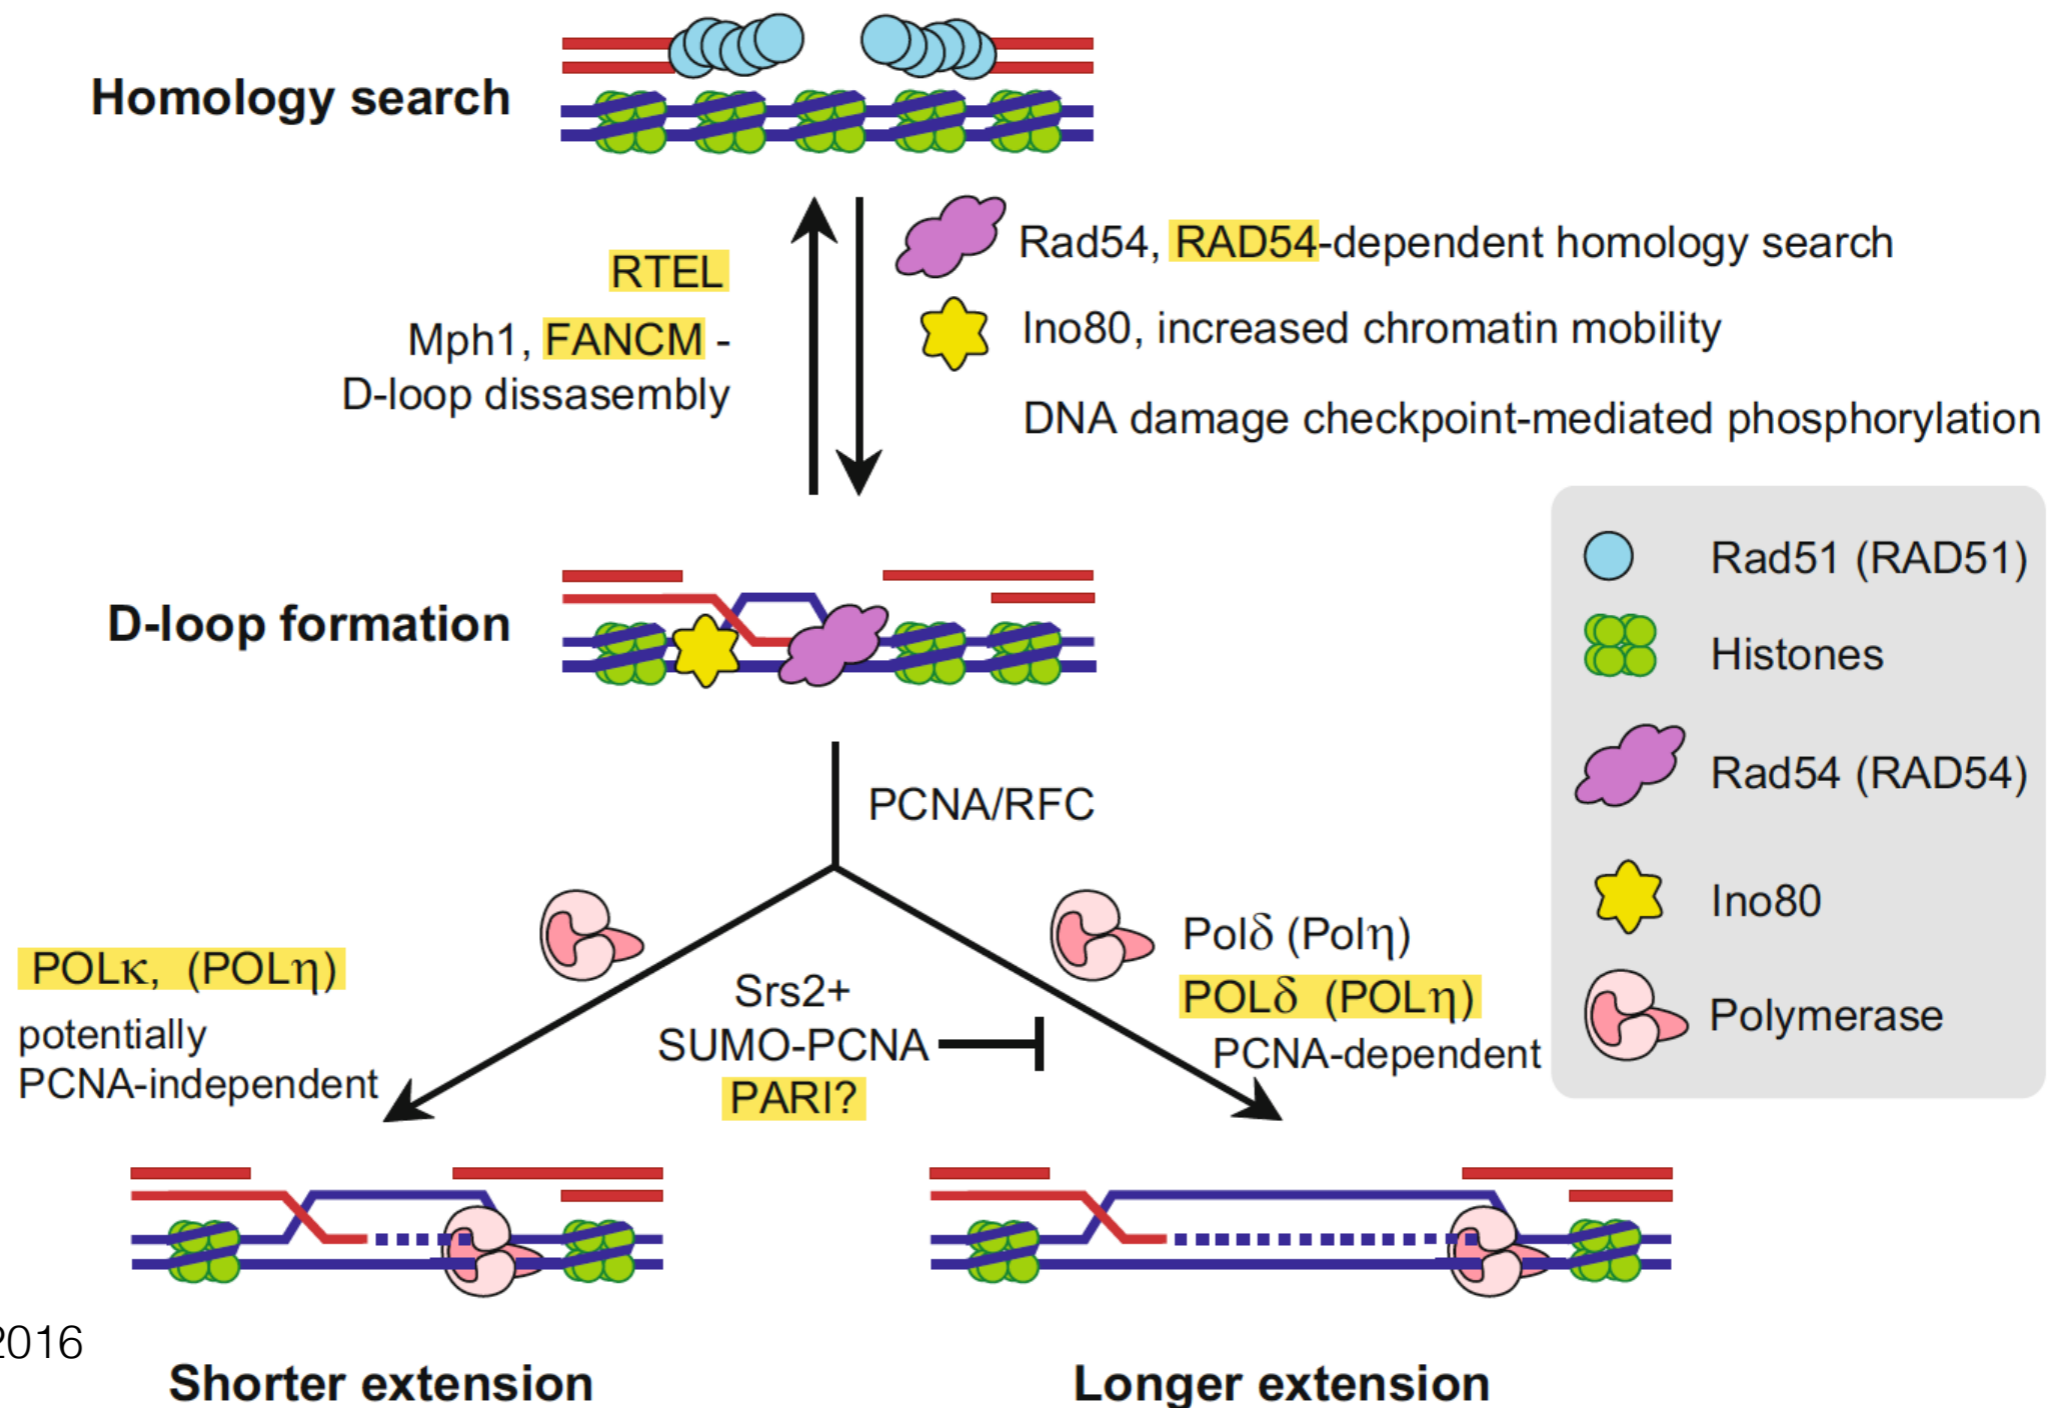 Homology search
RTEL
Mph1, FANCM -
D-loop dissasembly
Rad54, RAD54-dependent homology search
Ino80, increased chromatin mobility
DNA damage checkpoint-mediated phosphorylation
D-loop formation
Rad51 (RAD51)
Histones
Rad54 (RAD54)
Ino80
Polymerase
PCNA/RFC
POLκ, (POLη)
potentially
PCNA-independent
Srs2+
SUMO-PCNA
PARI?
Polδ (Polη)
POLδ (POLη)
PCNA-dependent
2016
Shorter extension
Longer extension